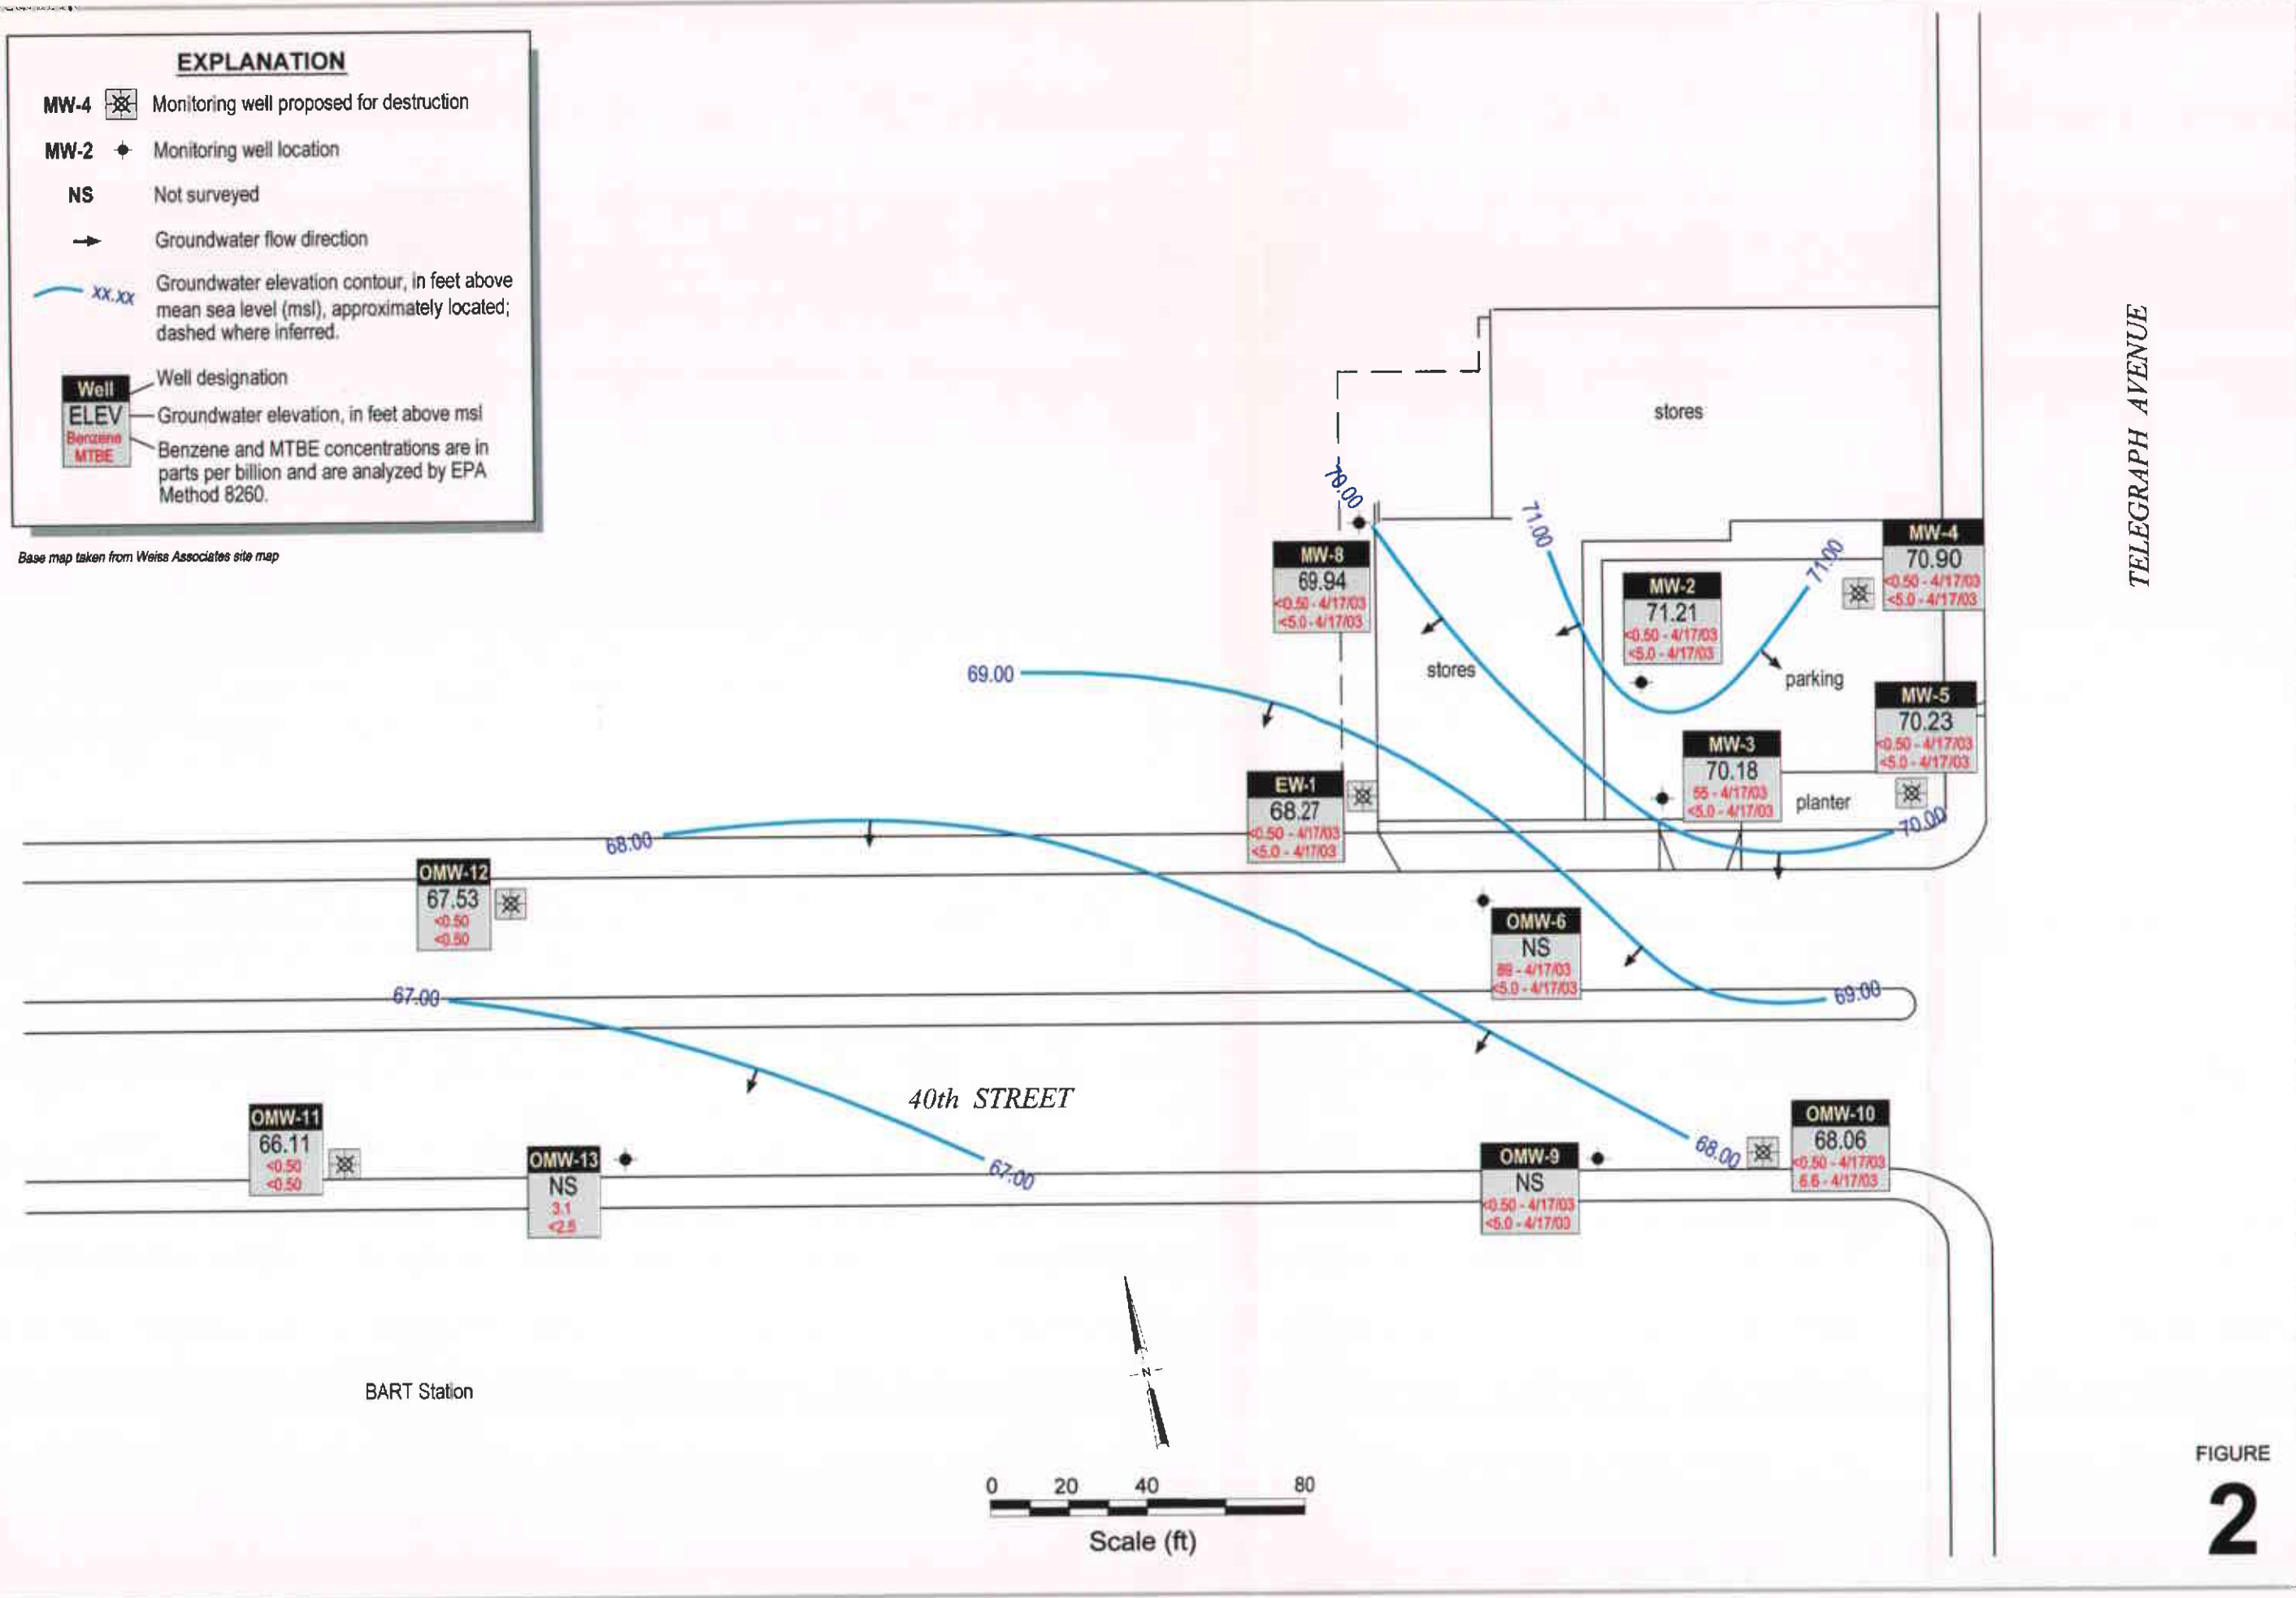 EXPLANATION
MW-4 Monitoring well proposed for destruction
MW-2 Monitoring well location
NS Not surveyed
Groundwater flow direction
xx.xx Groundwater elevation contour, in feet above
mean sea level (msl), approximately located;
dashed where inferred.
Well Well designation
ELEV Groundwater elevation, in feet above msl
Benzene
MTBE
Benzene and MTBE concentrations are in
parts per billion and are analyzed by EPA
Method 8260.
Base map taken from Weiss Associates site map
TELEGRAPH AVENUE
stores
70.00
71.00
71.00
MW-4
70.90
<0.50 - 4/17/03
<5.0 - 4/17/03
MW-8
69.94
<0.50 - 4/17/03
<5.0 - 4/17/03
MW-2
71.21
<0.50 - 4/17/03
<5.0 - 4/17/03
69.00
stores
parking
MW-5
70.23
<0.50 - 4/17/03
<5.0 - 4/17/03
MW-3
70.18
55 - 4/17/03
<5.0 - 4/17/03
planter
EW-1
68.27
<0.50 - 4/17/03
<5.0 - 4/17/03
70.00
68.00
OMW-12
67.53
<0.50
<0.50
OMW-6
NS
89 - 4/17/03
<5.0 - 4/17/03
67.00
69.00
40th STREET
OMW-11
66.11
<0.50
<0.50
OMW-13
NS
3.1
<2.5
67.00
OMW-9
NS
<0.50 - 4/17/03
<5.0 - 4/17/03
68.00
OMW-10
68.06
<0.50 - 4/17/03
6.6 - 4/17/03
N
BART Station
0 20 40 80
Scale (ft)
FIGURE
2